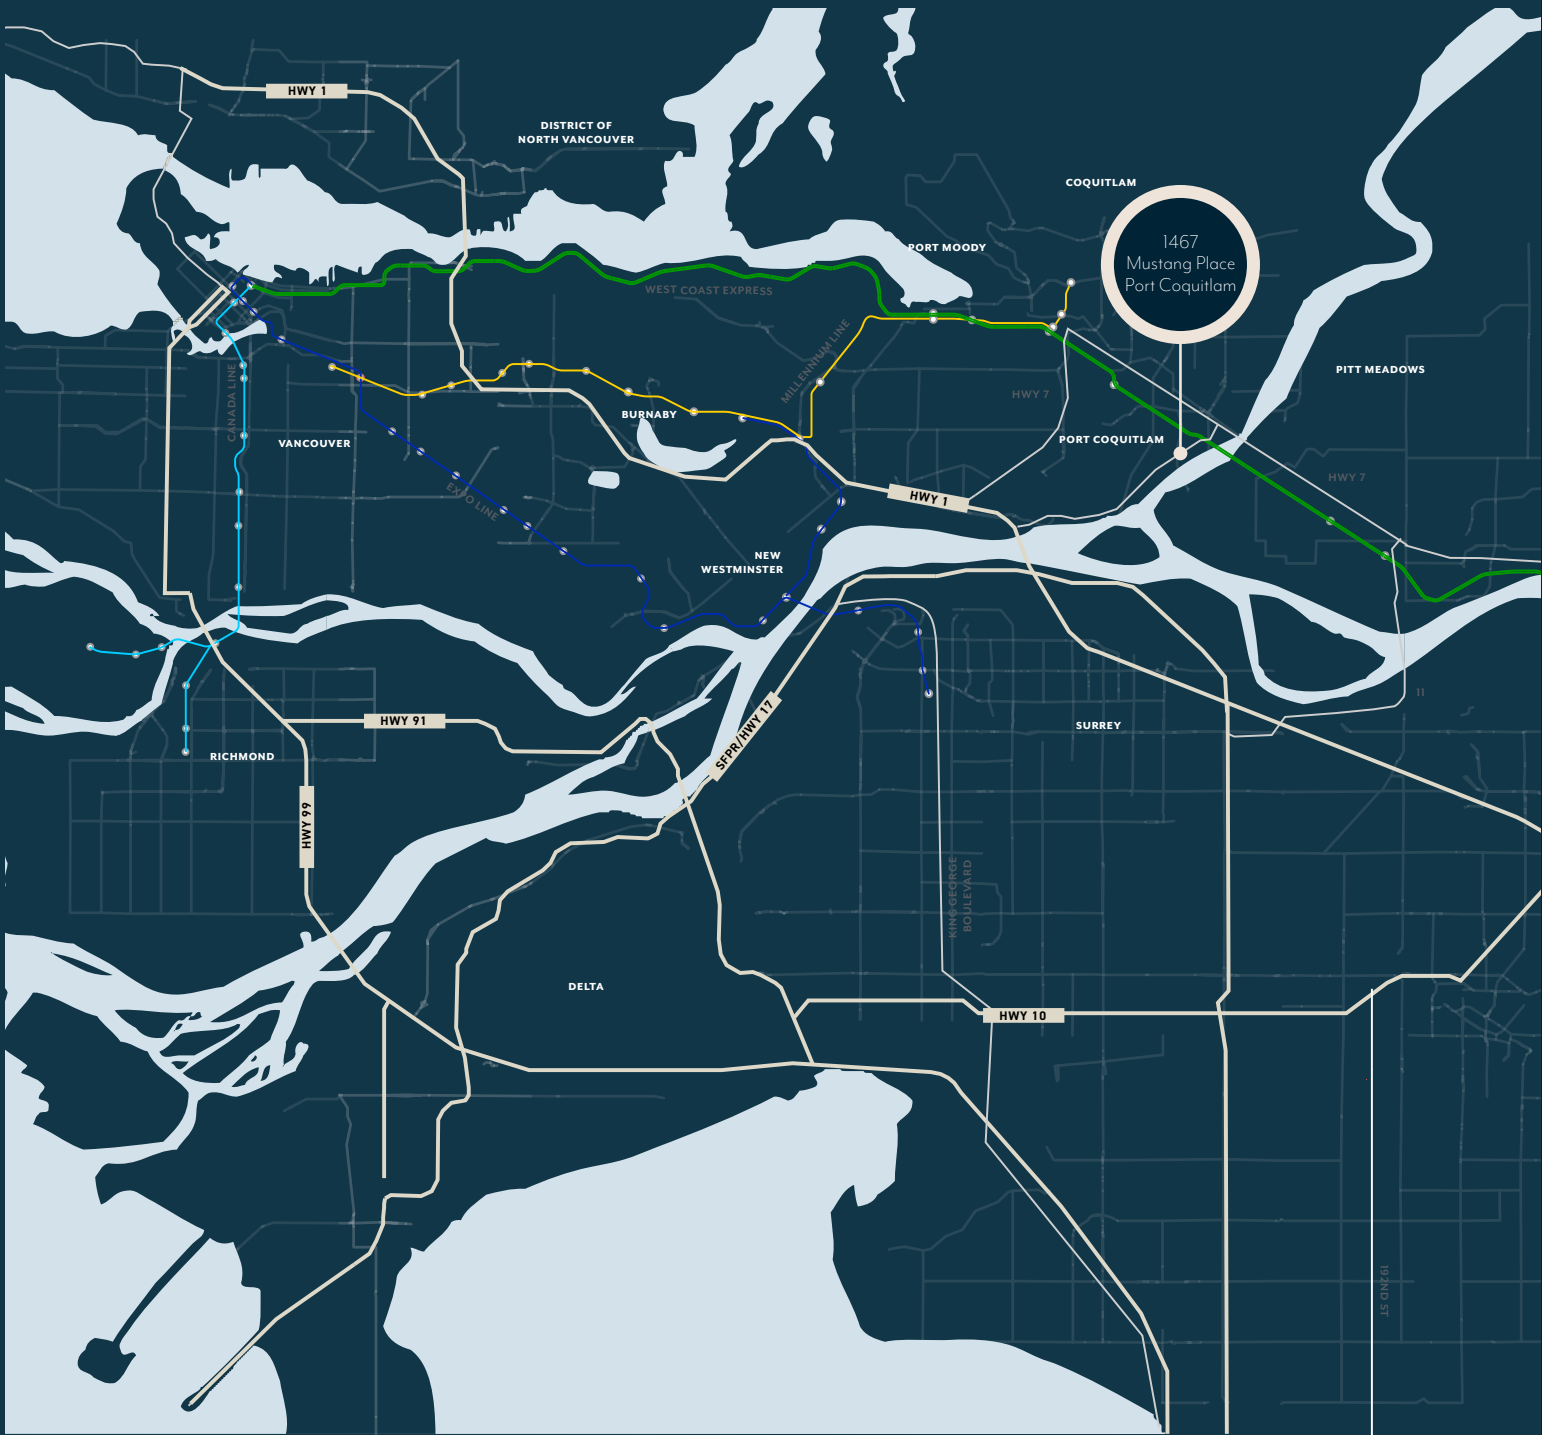 HWY 1
DISTRICT OF
NORTH VANCOUVER
COQUITLAM
1467
Mustang Place
Port Coquitlam
PORT MOODY
WEST COAST EXPRESS
MILLENNIUM LINE
PITT MEADOWS
HWY 7
CANADA LINE
BURNABY
VANCOUVER
PORT COQUITLAM
HWY 7
EXPO LINE
HWY 1
NEW
WESTMINSTER
HWY 91
SFPR/HWY 17
SURREY
RICHMOND
HWY 99
KING GEORGE
BOULEVARD
DELTA
HWY 10
192ND ST